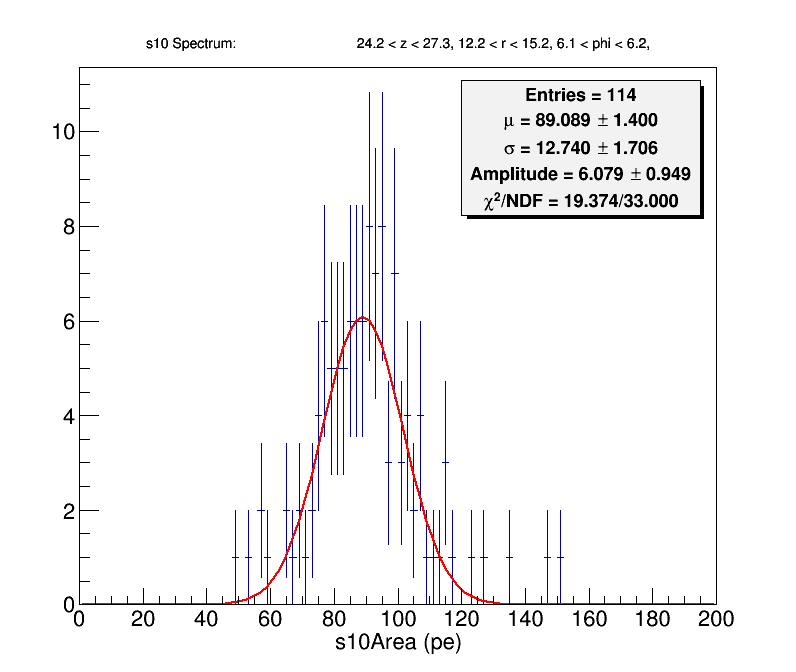 s10 Spectrum: 24.2 < z < 27.3, 12.2 < r < 15.2, 6.1 < phi < 6.2,
Entries = 114
μ = 89.089 ± 1.400
σ = 12.740 ± 1.706
Amplitude = 6.079 ± 0.949
χ²/NDF = 19.374/33.000
10
8
6
4
2
0
0 20 40 60 80 100 120 140 160 180 200
s10Area (pe)